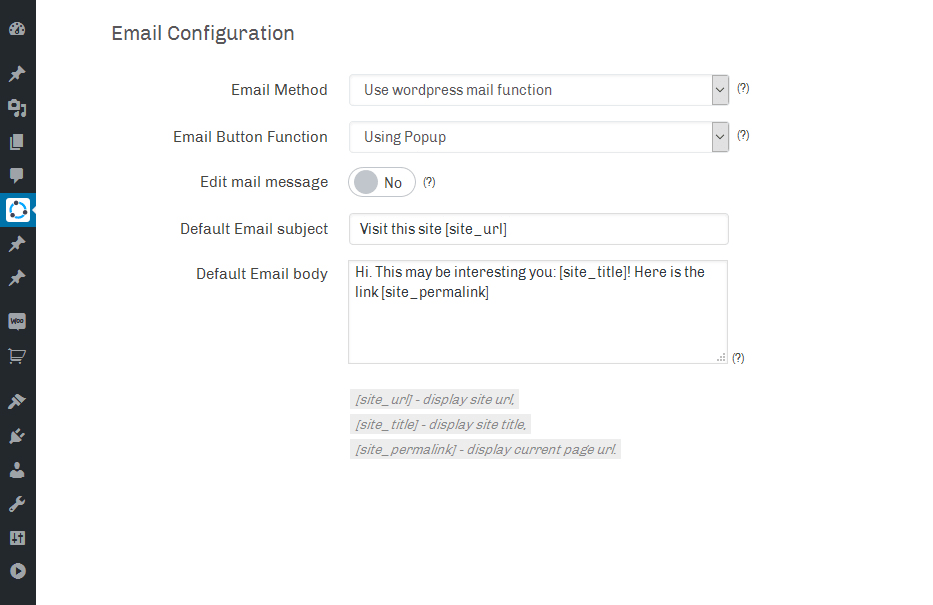 Email Configuration
Email Method
Use wordpress mail function
(?)
Email Button Function
Using Popup
(?)
Edit mail message
No
(?)
Default Email subject
Visit this site [site_url]
Default Email body
Hi. This may be interesting you: [site_title]! Here is the
link [site_permalink]
(?)
[site_url] - display site url,
[site_title] - display site title,
[site_permalink] - display current page url.
Woo